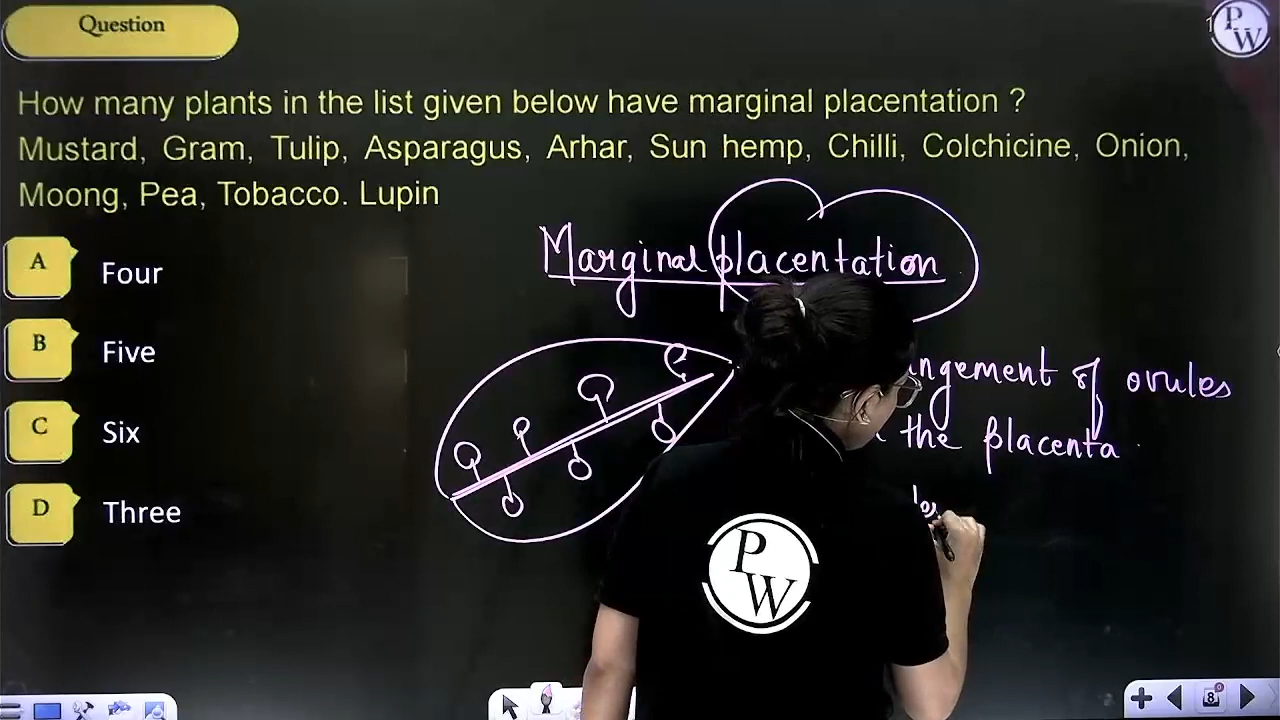 Question
How many plants in the list given below have marginal placentation ?
Mustard, Gram, Tulip, Asparagus, Arhar, Sun hemp, Chilli, Colchicine, Onion,
Moong, Pea, Tobacco. Lupin
A Four
B Five
C Six
D Three
Marginal placentation
ngement of ovules
the placenta
PW
PW
8